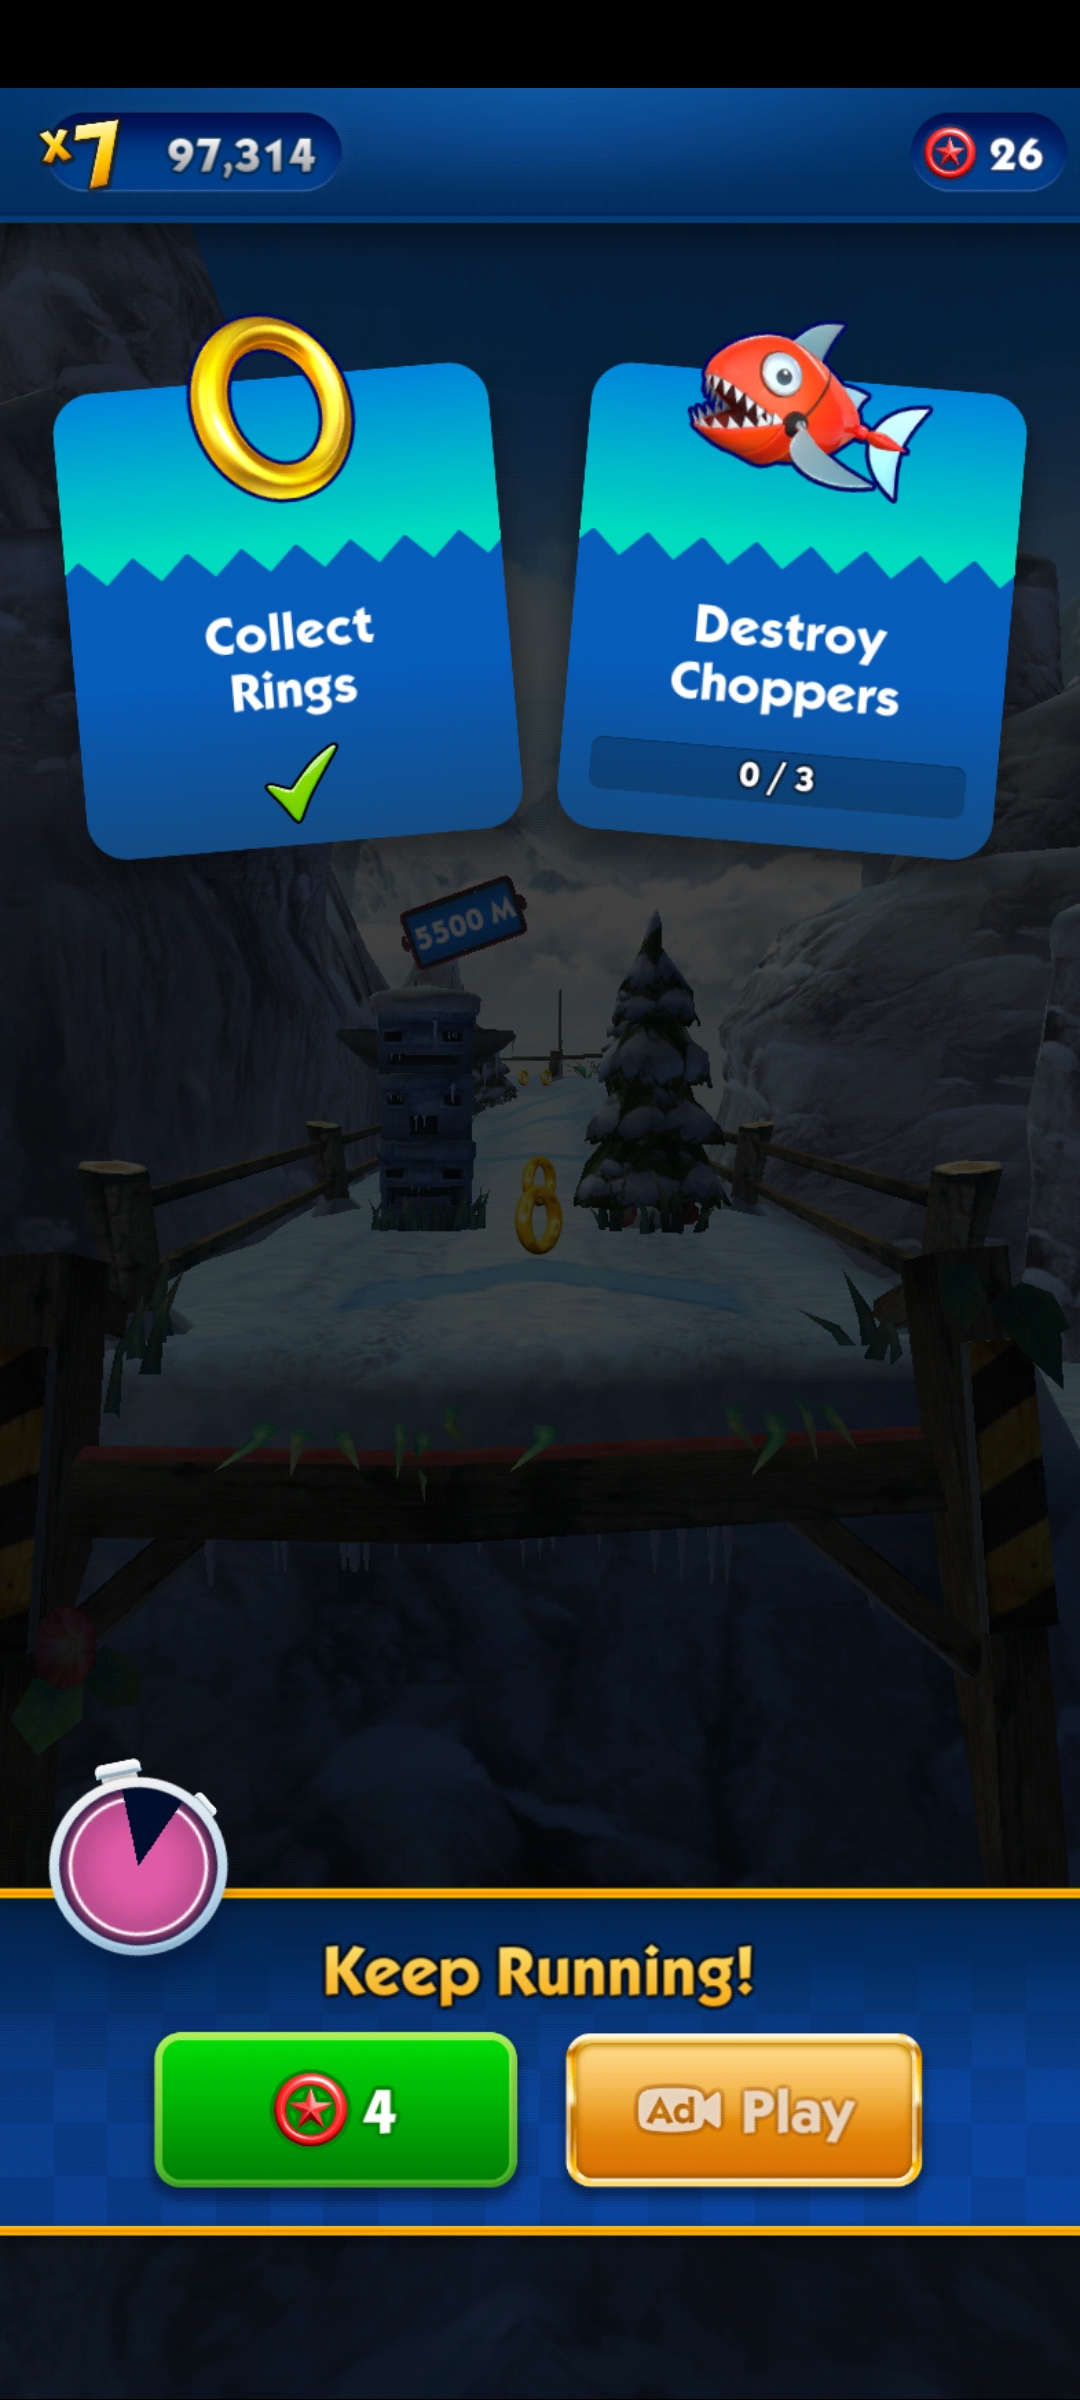 x7 97,314
26
Collect
Rings
Destroy
Choppers
0 / 3
5500 M
Keep Running!
4
Ad Play